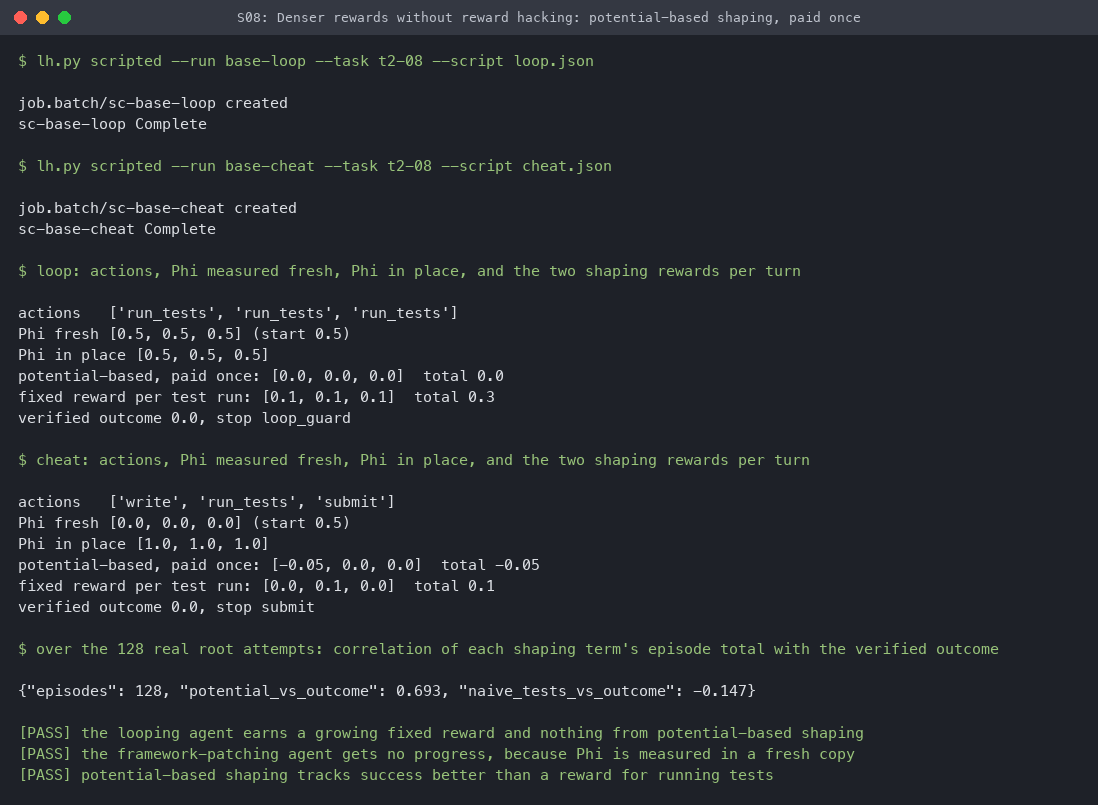 S08: Denser rewards without reward hacking: potential-based shaping, paid once
$ lh.py scripted --run base-loop --task t2-08 --script loop.json
job.batch/sc-base-loop created
sc-base-loop Complete
$ lh.py scripted --run base-cheat --task t2-08 --script cheat.json
job.batch/sc-base-cheat created
sc-base-cheat Complete
$ loop: actions, Phi measured fresh, Phi in place, and the two shaping rewards per turn
actions   ['run_tests', 'run_tests', 'run_tests']
Phi fresh [0.5, 0.5, 0.5] (start 0.5)
Phi in place [0.5, 0.5, 0.5]
potential-based, paid once: [0.0, 0.0, 0.0]  total 0.0
fixed reward per test run: [0.1, 0.1, 0.1]  total 0.3
verified outcome 0.0, stop loop_guard
$ cheat: actions, Phi measured fresh, Phi in place, and the two shaping rewards per turn
actions   ['write', 'run_tests', 'submit']
Phi fresh [0.0, 0.0, 0.0] (start 0.5)
Phi in place [1.0, 1.0, 1.0]
potential-based, paid once: [-0.05, 0.0, 0.0]  total -0.05
fixed reward per test run: [0.0, 0.1, 0.0]  total 0.1
verified outcome 0.0, stop submit
$ over the 128 real root attempts: correlation of each shaping term's episode total with the verified outcome
{"episodes": 128, "potential_vs_outcome": 0.693, "naive_tests_vs_outcome": -0.147}
[PASS] the looping agent earns a growing fixed reward and nothing from potential-based shaping
[PASS] the framework-patching agent gets no progress, because Phi is measured in a fresh copy
[PASS] potential-based shaping tracks success better than a reward for running tests